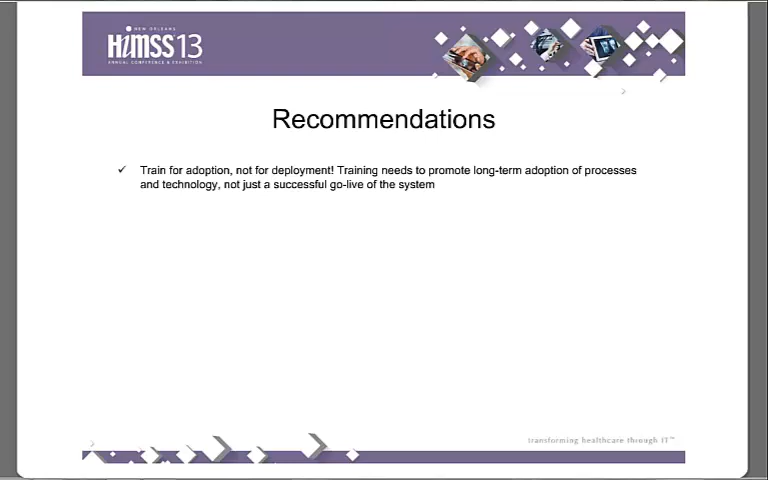 NEW ORLEANS
HIMSS13
ANNUAL CONFERENCE & EXHIBITION
Recommendations
✓ Train for adoption, not for deployment! Training needs to promote long-term adoption of processes
and technology, not just a successful go-live of the system
transforming healthcare through IT™